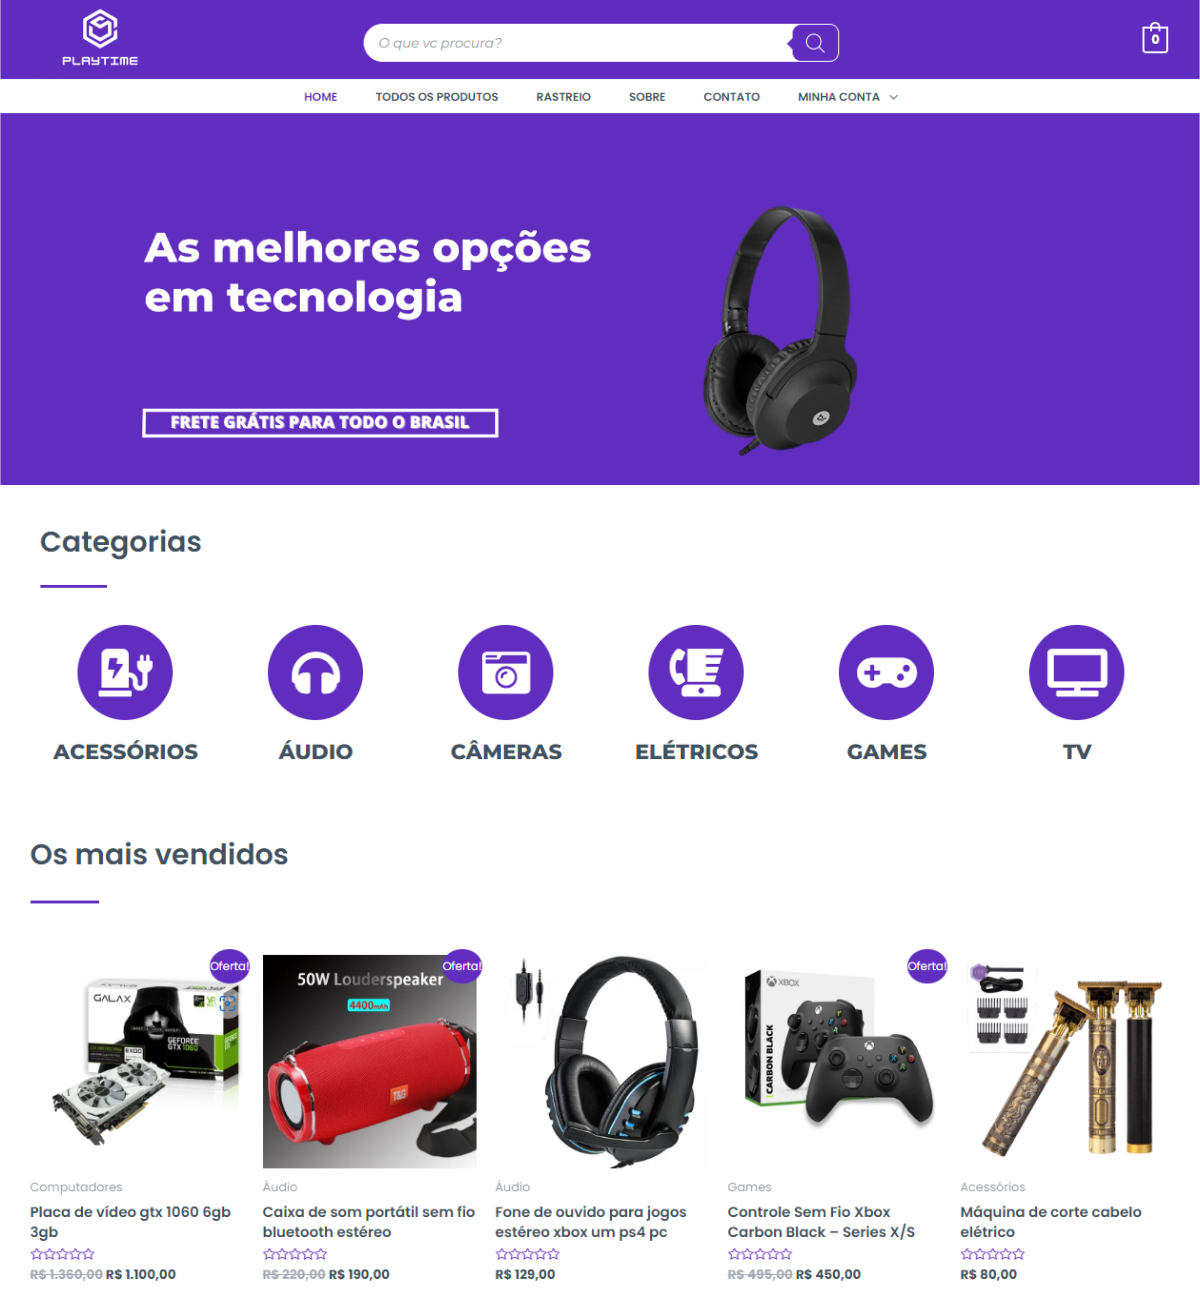 PLAYTIME
O que vc procura?
0
HOME
TODOS OS PRODUTOS
RASTREIO
SOBRE
CONTATO
MINHA CONTA
As melhores opções
em tecnologia
FRETE GRÁTIS PARA TODO O BRASIL
Categorias
ACESSÓRIOS
ÁUDIO
CÂMERAS
ELÉTRICOS
GAMES
TV
Os mais vendidos
Oferta!
GALAX
GEFORCE
GTX 1060
Computadores
Placa de vídeo gtx 1060 6gb
3gb
R$ 1.360,00 R$ 1.100,00
Oferta!
50W Louderspeaker
4400mAh
T&G
Áudio
Caixa de som portátil sem fio
bluetooth estéreo
R$ 220,00 R$ 190,00
Áudio
Fone de ouvido para jogos
estéreo xbox um ps4 pc
R$ 129,00
Oferta!
XBOX
CARBON BLACK
Games
Controle Sem Fio Xbox
Carbon Black – Series X/S
R$ 495,00 R$ 450,00
Acessórios
Máquina de corte cabelo
elétrico
R$ 80,00